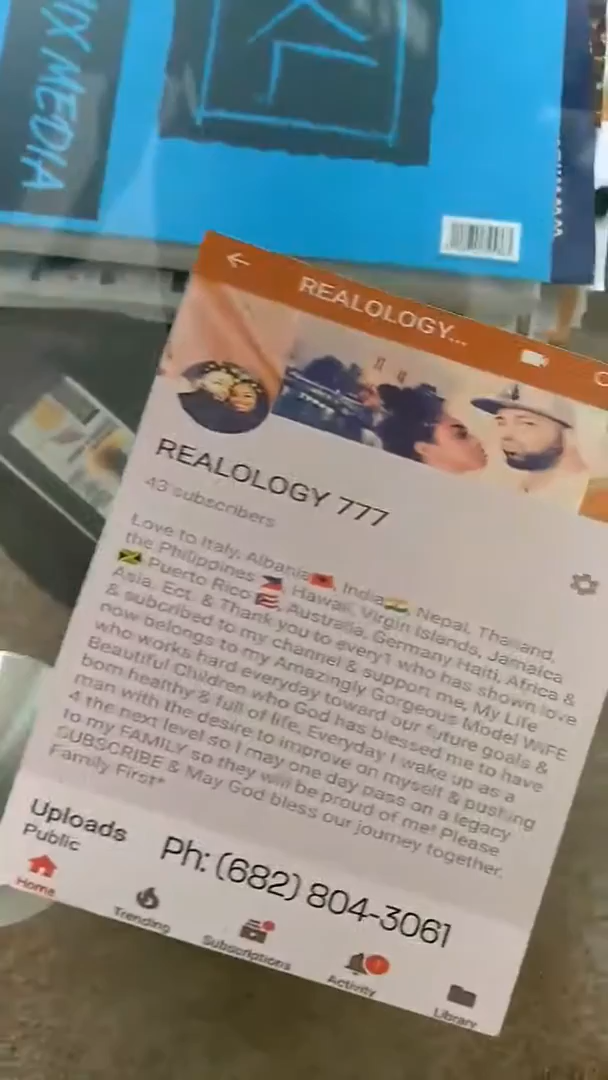 IX MEDIA
XL
REALOLOGY...
REALOLOGY 777
43 subscribers
Love to Italy, Albania🇦🇱, India🇮🇳, Nepal, Thailand,
the Philippines🇵🇭, Hawaii, Virgin Islands, Jamaica
🇯🇲 Puerto Rico🇵🇷, Australia, Germany Haiti, Africa &
Asia, Ect. & Thank you to every1 who has shown love
& subcribed to my channel & support me. My Life
now belongs to my Amazingly Gorgeous Model WiFE
who works hard everyday toward our future goals &
Beautiful Children who God has blessed me to have
born healthy & full of life. Everyday I wake up as a
man with the desire to improve on myself & pushing
4 the next level so I may one day pass on a legacy
to my FAMILY so they will be proud of me! Please
SUBSCRIBE & May God bless our journey together.
Family First*
Uploads
Public
Ph: (682) 804-3061
Home
Trending
Subscriptions
Activity
Library